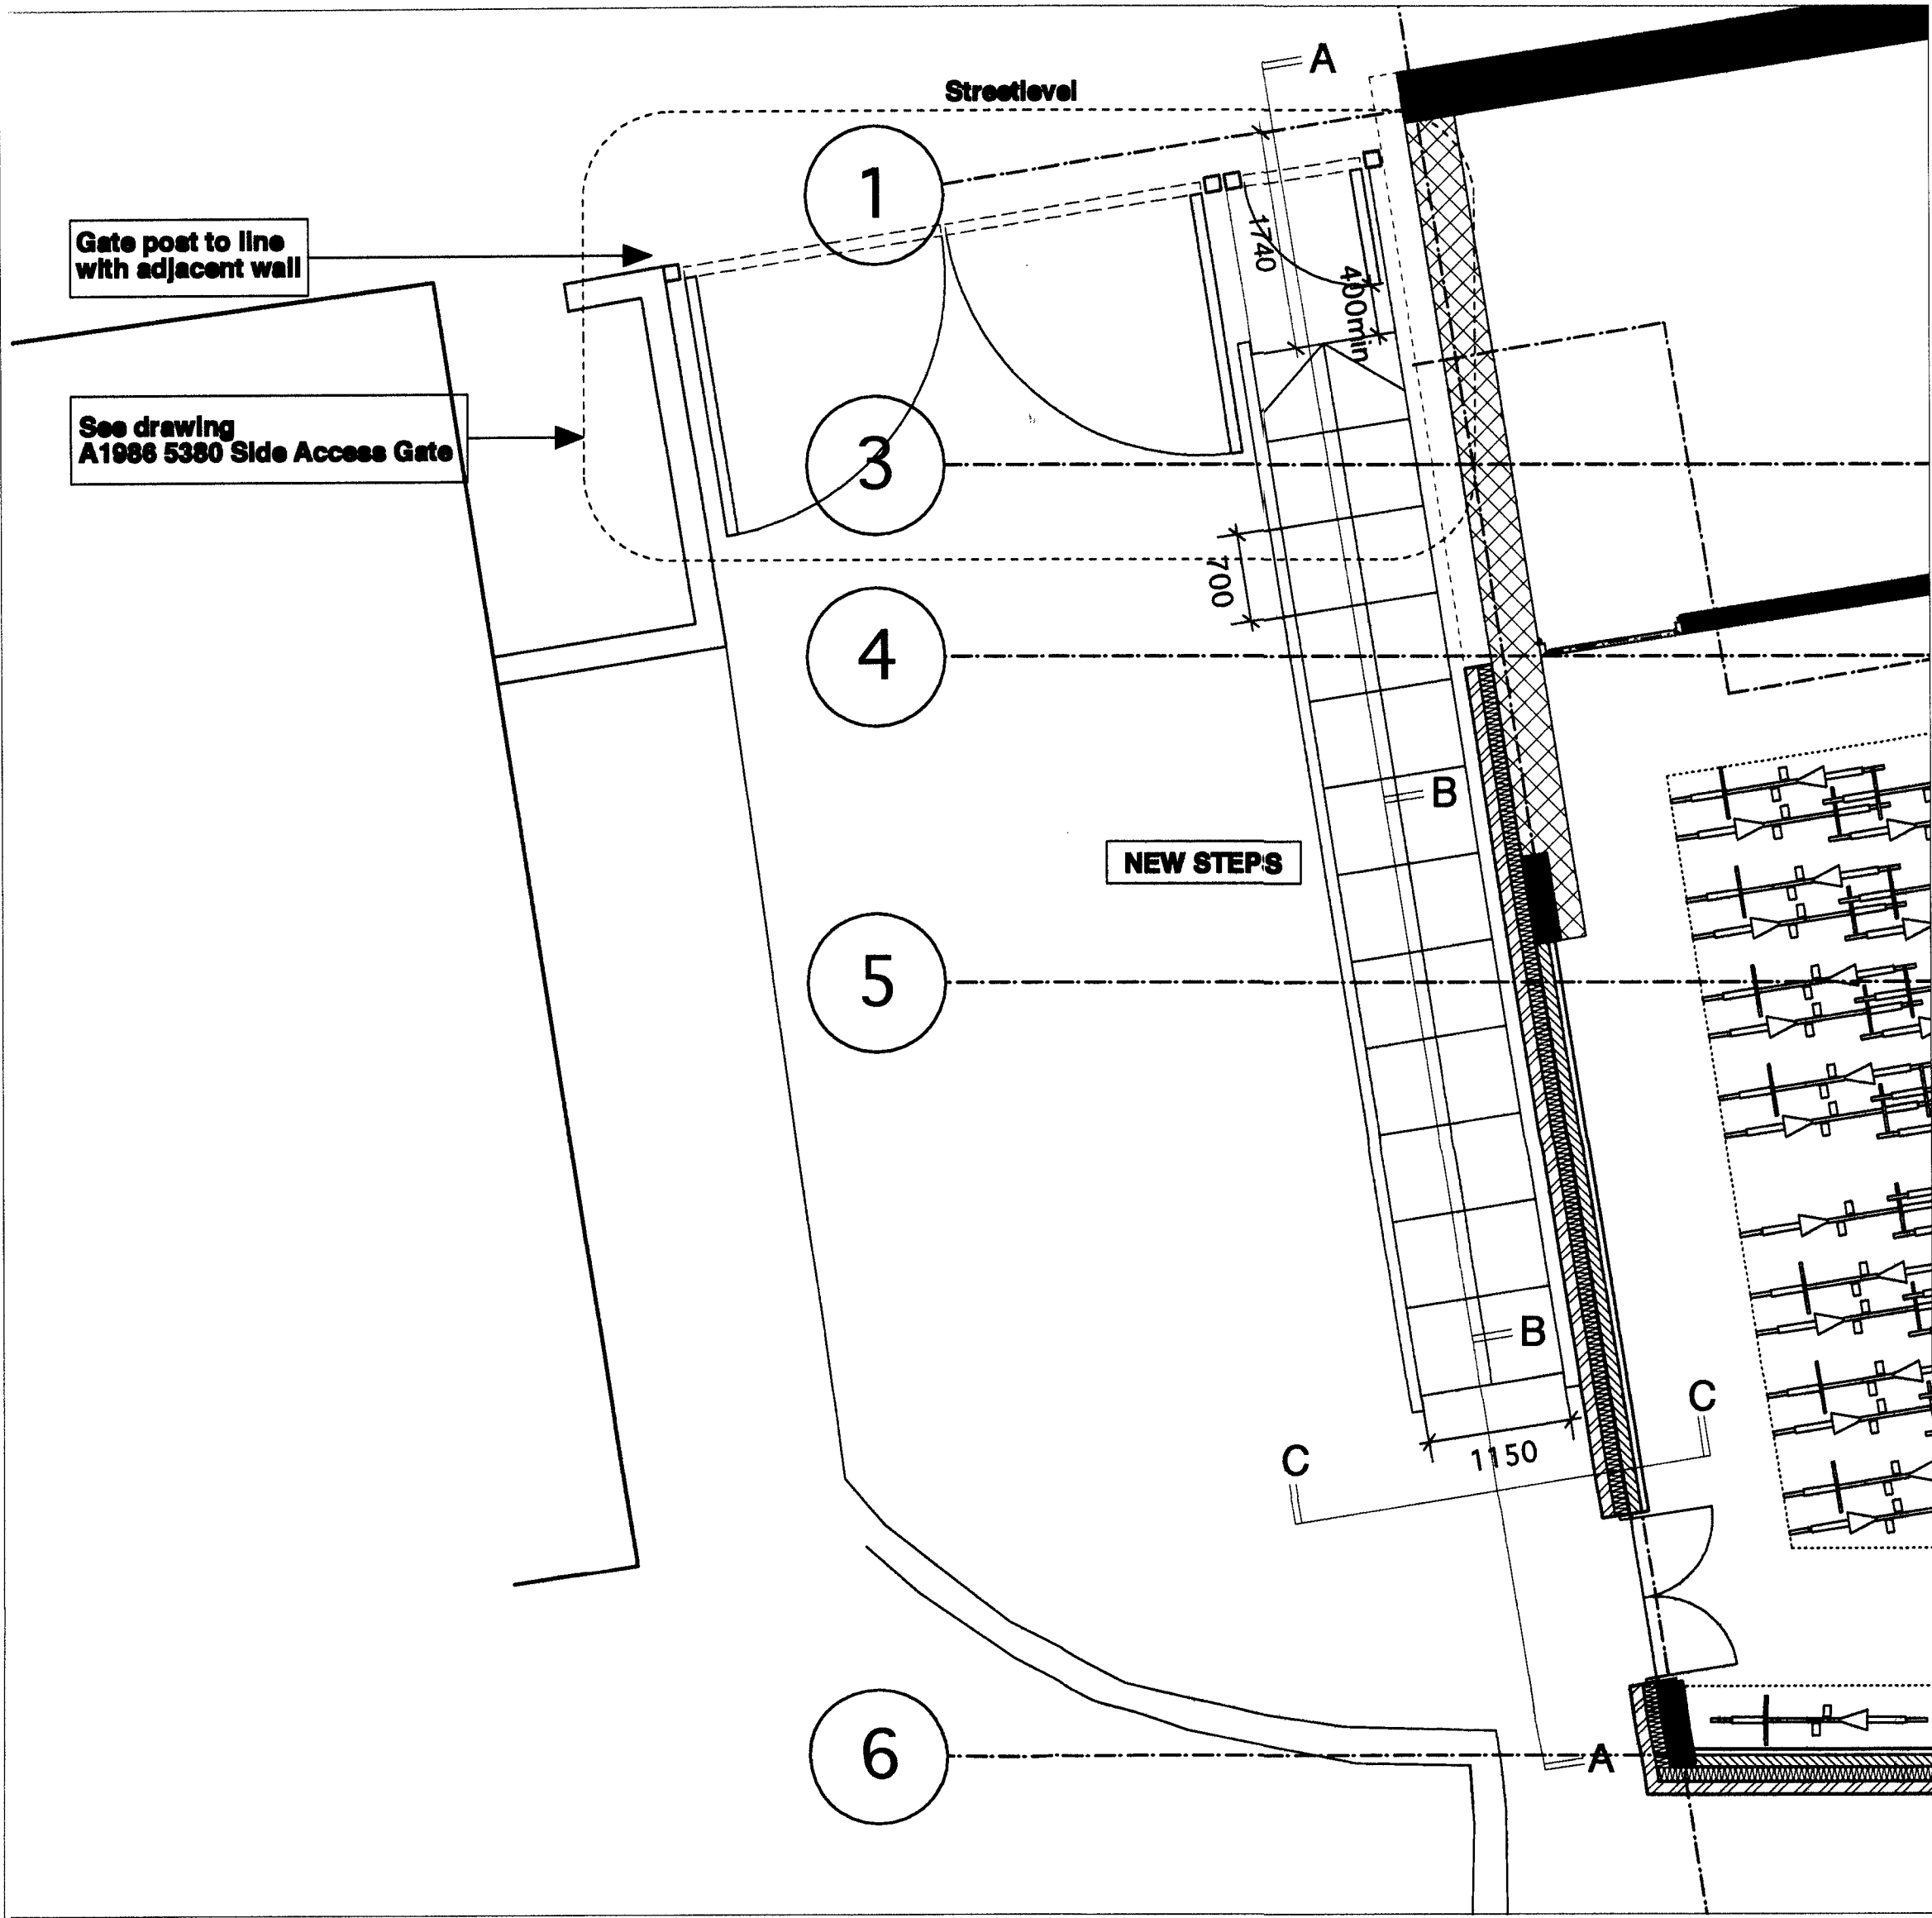 A
Streetlevel
1
Gate post to line
with adjacent wall
1740
400min
See drawing
A1986 5380 Side Access Gate
3
700
4
B
NEW STEPS
5
B
C
C
1150
6
A